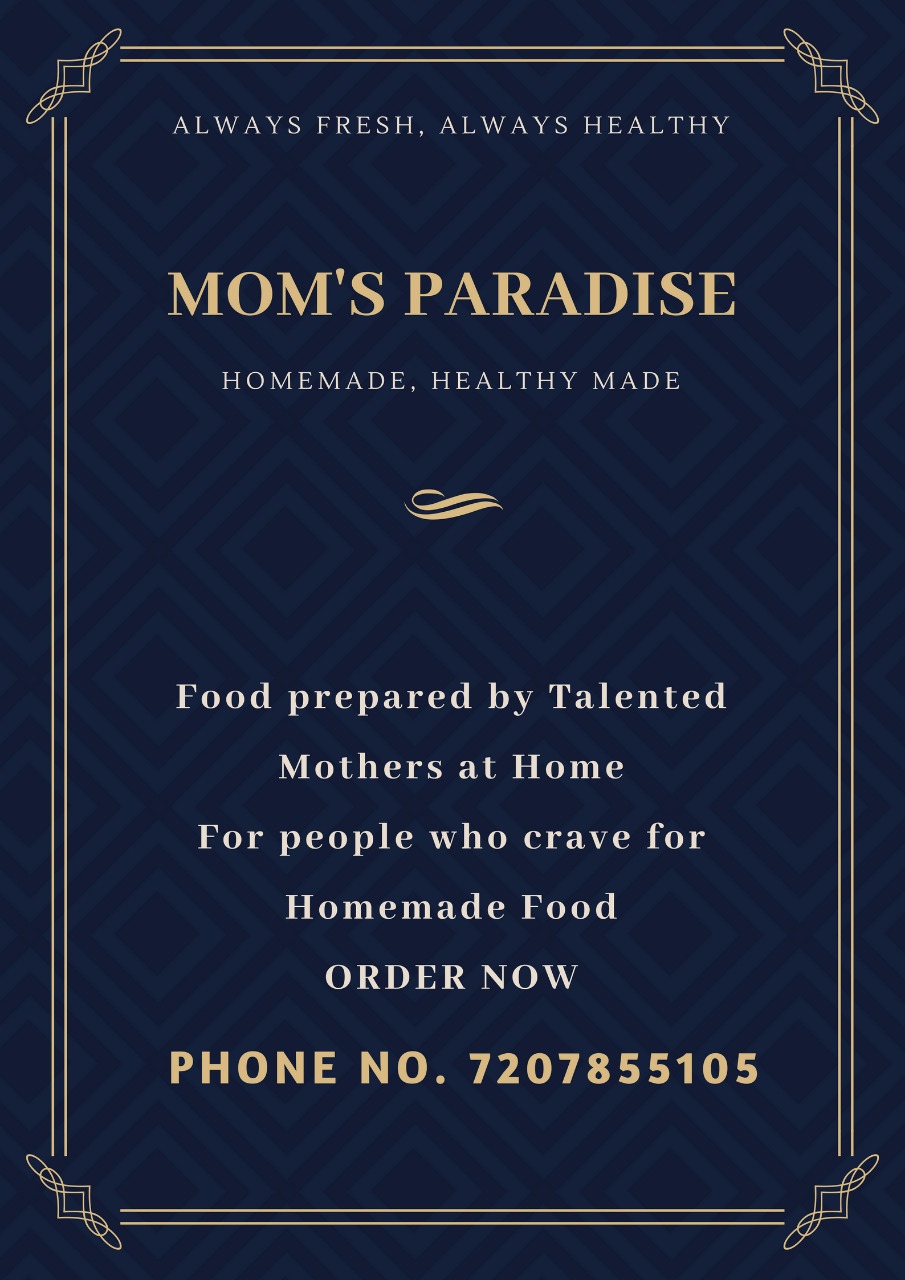 ALWAYS FRESH, ALWAYS HEALTHY
MOM'S PARADISE
HOMEMADE, HEALTHY MADE
Food prepared by Talented
Mothers at Home
For people who crave for
Homemade Food
ORDER NOW
PHONE NO. 7207855105